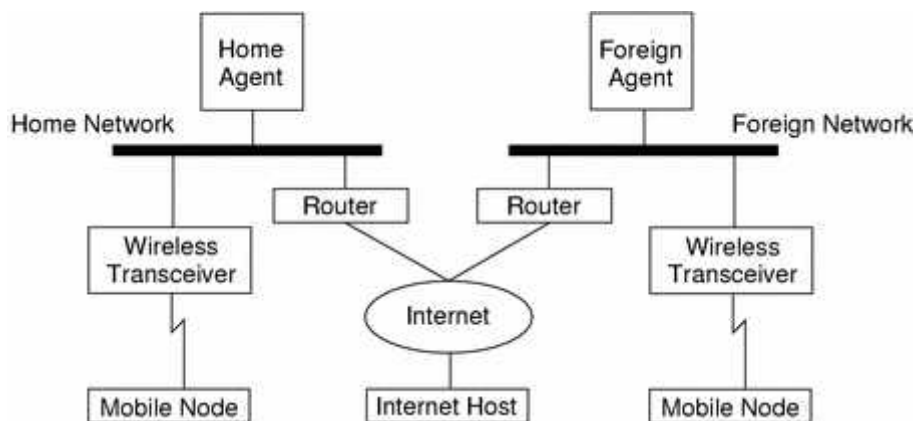 Home
Agent
Foreign
Agent
Home Network
Foreign Network
Router
Router
Wireless
Transceiver
Wireless
Transceiver
Internet
Mobile Node
Internet Host
Mobile Node